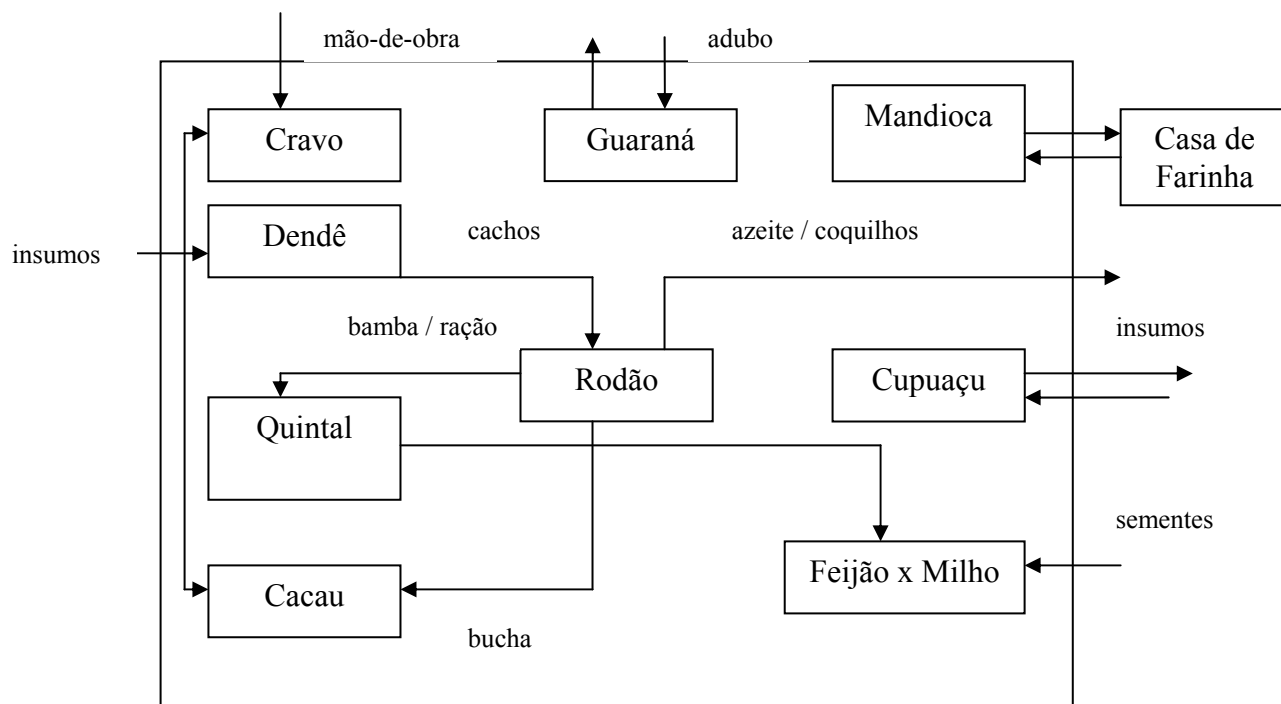 mão-de-obra
adubo
Cravo
Guaraná
Mandioca
Casa de
Farinha
Dendê
cachos
azeite / coquilhos
insumos
bamba / ração
insumos
Rodão
Cupuaçu
Quintal
sementes
Feijão x Milho
Cacau
bucha